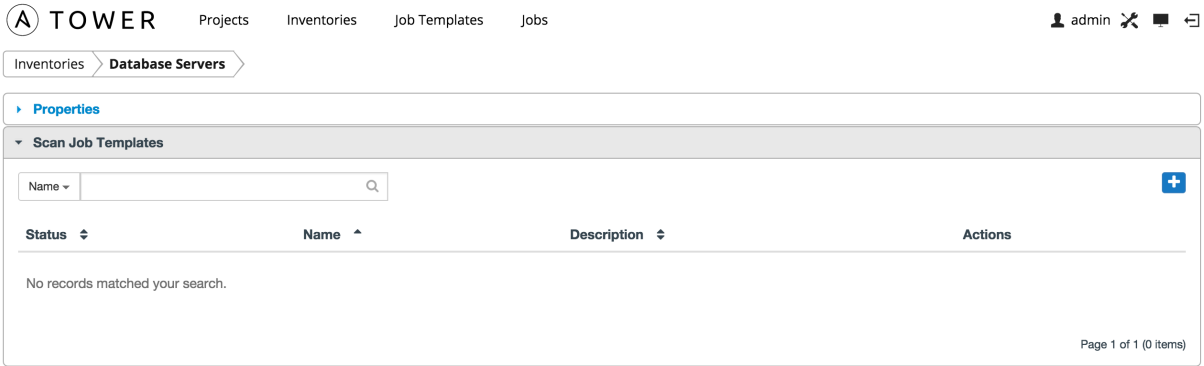 A TOWER Projects Inventories Job Templates Jobs admin
Inventories Database Servers
Properties
Scan Job Templates
Name
Status Name Description Actions
No records matched your search.
Page 1 of 1 (0 items)